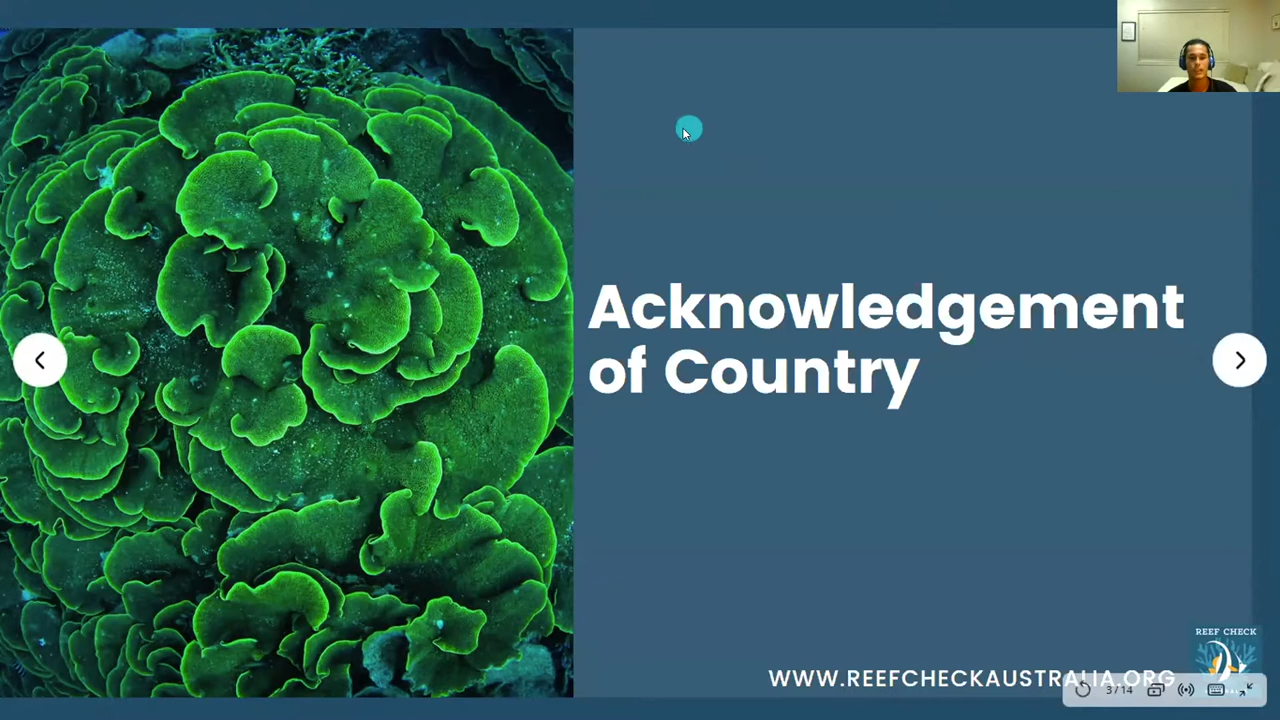 Acknowledgement
of Country
REEF CHECK
WWW.REEFCHECKAUSTRALIA.ORG
3/14